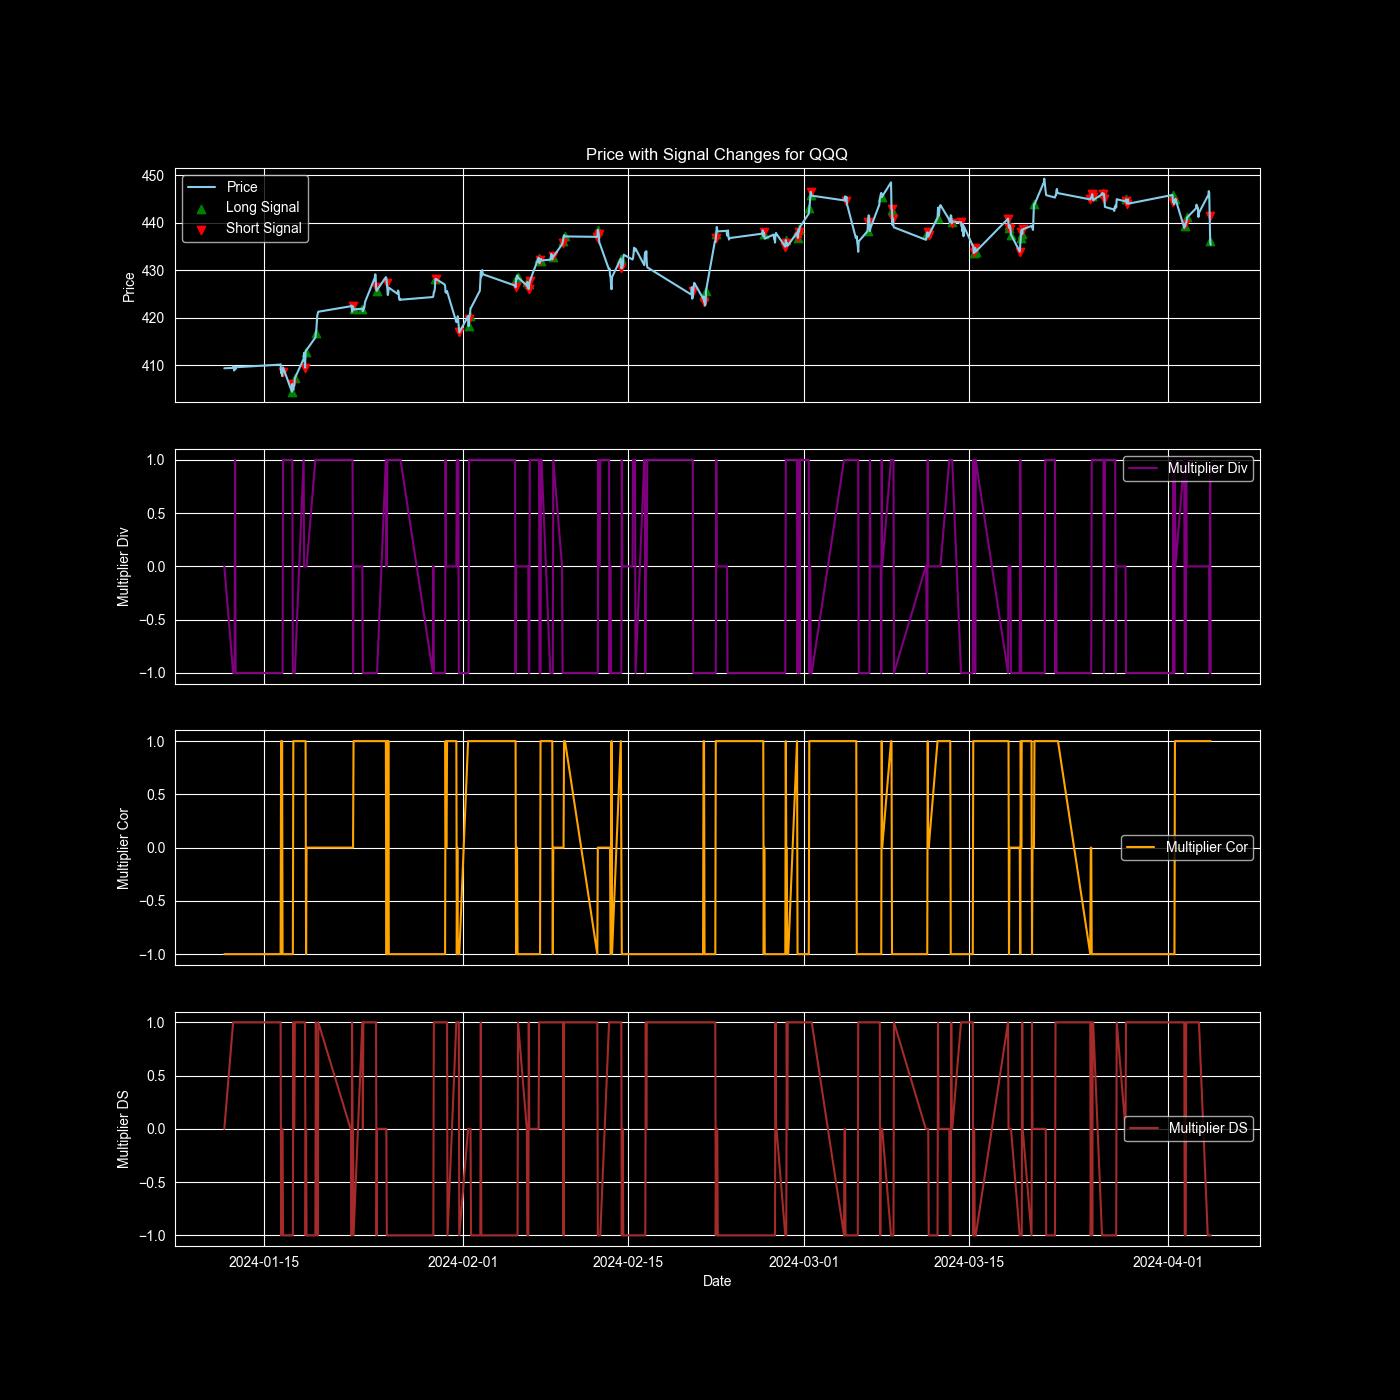 Price with Signal Changes for QQQ
450
440
430
420
410
Price
Price
Long Signal
Short Signal
1.0
0.5
0.0
−0.5
−1.0
Multiplier Div
Multiplier Div
1.0
0.5
0.0
−0.5
−1.0
Multiplier Cor
Multiplier Cor
1.0
0.5
0.0
−0.5
−1.0
Multiplier DS
Multiplier DS
2024-01-15 2024-02-01 2024-02-15 2024-03-01 2024-03-15 2024-04-01
Date